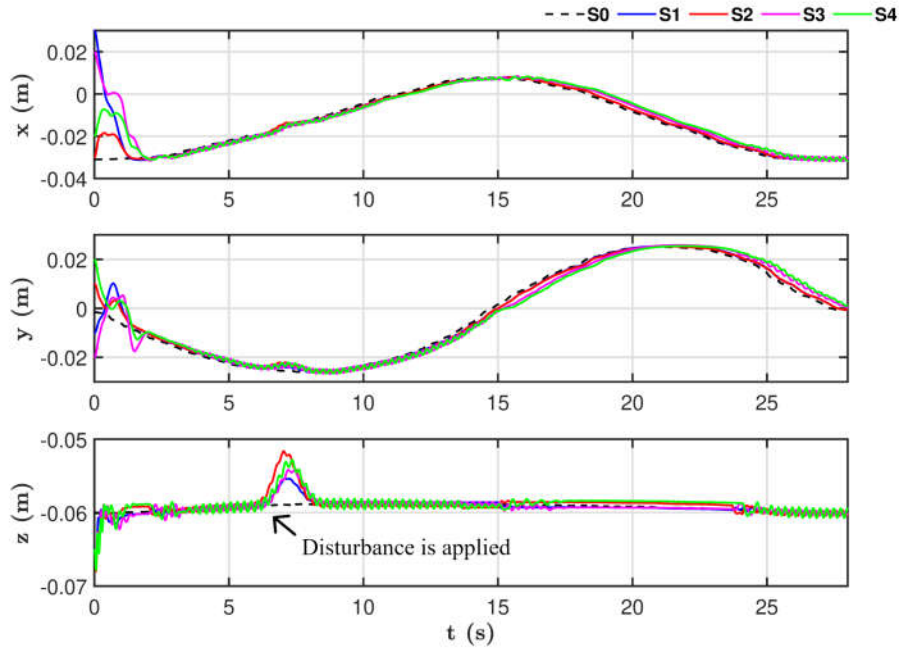 S0 S1 S2 S3 S4
0.02
0
-0.02
-0.04
x (m)
0 5 10 15 20 25
0.02
0
-0.02
y (m)
0 5 10 15 20 25
-0.05
-0.06
-0.07
z (m)
Disturbance is applied
0 5 10 15 20 25
t (s)